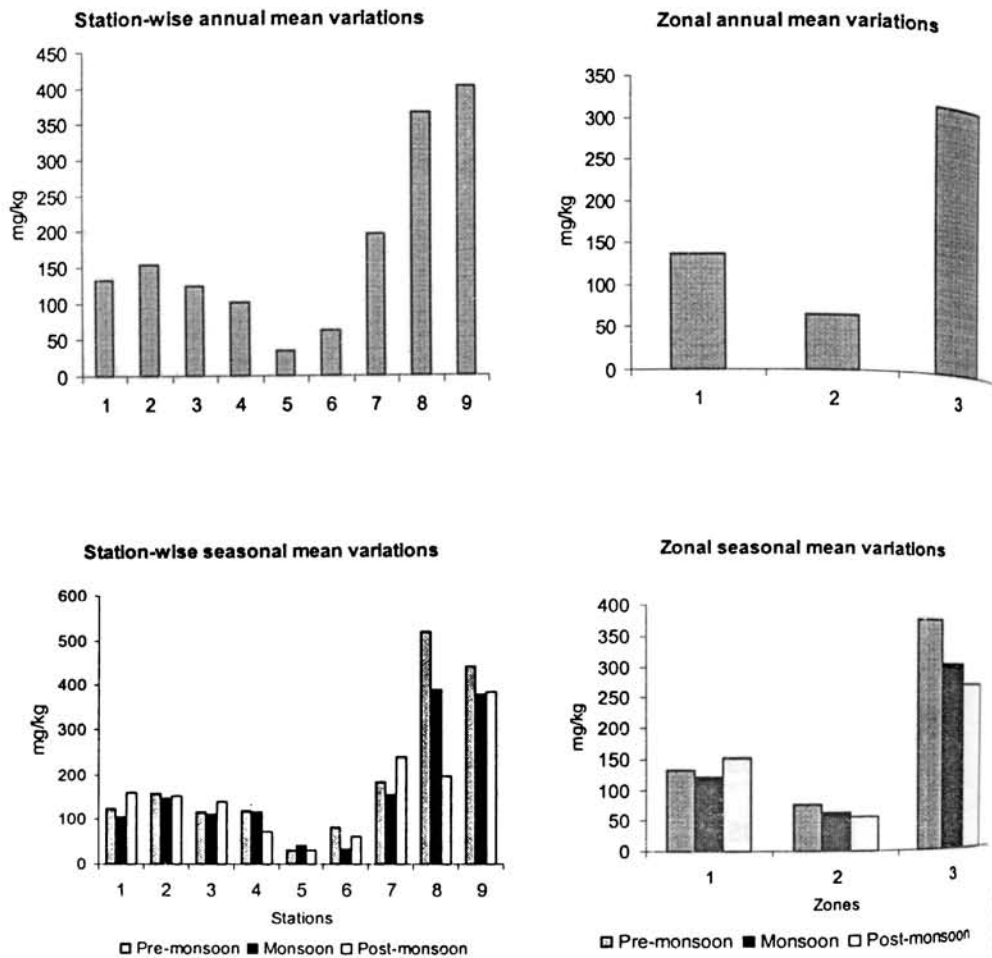 Station-wise annual mean variations
450
400
350
300
250
200
150
100
50
0
mg/kg
1 2 3 4 5 6 7 8 9
Zonal annual mean variations
350
300
250
200
150
100
50
0
mg/kg
1 2 3
Station-wise seasonal mean variations
600
500
400
300
200
100
0
mg/kg
1 2 3 4 5 6 7 8 9
Stations
Pre-monsoon Monsoon Post-monsoon
Zonal seasonal mean variations
400
350
300
250
200
150
100
50
0
mg/kg
1 2 3
Zones
Pre-monsoon Monsoon Post-monsoon